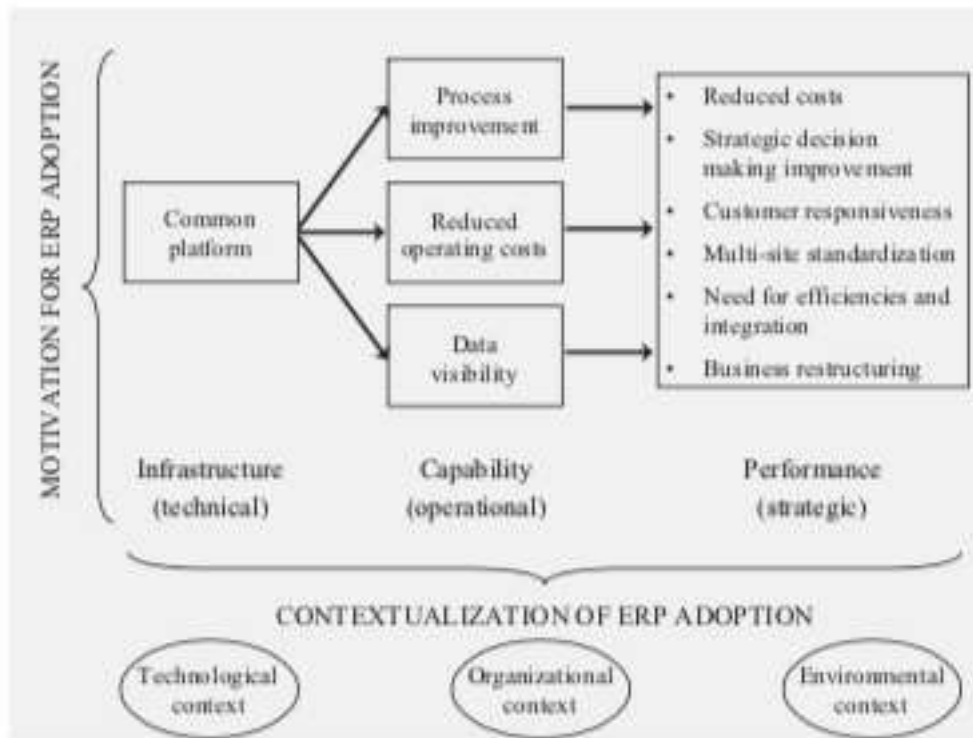 MOTIVATION FOR ERP ADOPTION
Common
platform
Process
improvement
Reduced
operating costs
Data
visibility
• Reduced costs
• Strategic decision
making improvement
• Customer responsiveness
• Multi-site standardization
• Need for efficiencies and
integration
• Business restructuring
Infrastructure
(technical)
Capability
(operational)
Performance
(strategic)
CONTEXTUALIZATION OF ERP ADOPTION
Technological
context
Organizational
context
Environmental
context